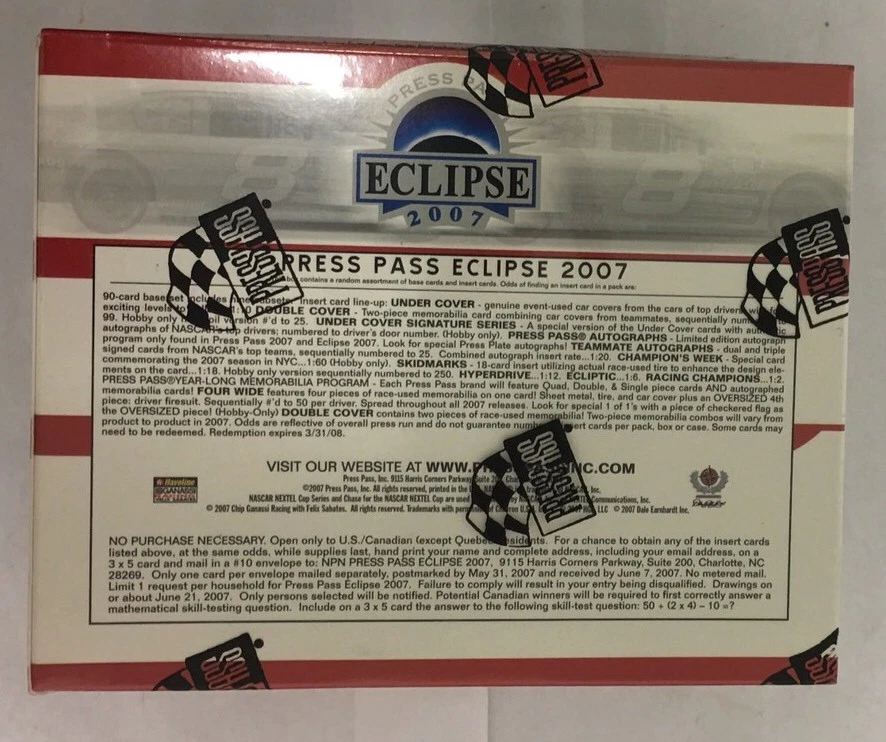 PRESS PA
ECLIPSE
2007
8
8
PRESS PASS
PRESS PASS ECLIPSE 2007
contains a random assortment of base cards and insert cards. Odds of finding an insert card in a pack are:
90-card base set includes nine subsets. Insert card line-up: UNDER COVER - genuine event-used car covers from the cars of top drivers
exciting levels to DOUBLE COVER - Two-piece memorabilia card combining car covers from teammates, sequentially
99. Hobby only foil version #'d to 25. UNDER COVER SIGNATURE SERIES - A special version of the Under Cover cards with authentic
autographs of NASCAR's top drivers; numbered to driver's door number. (Hobby only). PRESS PASS® AUTOGRAPHS - Limited edition autograph
program only found in Press Pass 2007 and Eclipse 2007. Look for special Press Plate autographs! TEAMMATE AUTOGRAPHS - dual and triple
signed cards from NASCAR's top teams, sequentially numbered to 25. Combined autograph insert rate...1:20. CHAMPION'S WEEK - Special card
commemorating the 2007 season in NYC...1:60 (Hobby only). SKIDMARKS - 18-card insert utilizing actual race-used tire to enhance the design ele-
ments on the card...1:18. Hobby only version sequentially numbered to 250. HYPERDRIVE...1:12. ECLIPTIC...1:6. RACING CHAMPIONS...1:2.
PRESS PASS®YEAR-LONG MEMORABILIA PROGRAM - Each Press Pass brand will feature Quad, Double, & Single piece cards AND autographed
memorabilia cards! FOUR WIDE features four pieces of race-used memorabilia on one card! Sheet metal, tire, and car cover plus an OVERSIZED 4th
piece: driver firesuit. Sequentially #'d to 50 per driver. Spread throughout all 2007 releases. Look for special 1 of 1's with a piece of checkered flag as
the OVERSIZED piece! (Hobby-Only) DOUBLE COVER contains two pieces of race-used memorabilia! Two-piece memorabilia combos will vary from
product to product in 2007. Odds are reflective of overall press run and do not guarantee insert cards per pack, box or case. Some cards may
need to be redeemed. Redemption expires 3/31/08.
PRESS PASS
VISIT OUR WEBSITE AT WWW.PRESSPASSINC.COM
Press Pass, Inc. 9115 Harris Corners Parkway Suite
©2007 Press Pass, Inc. All rights reserved, printed in the Inc.
NASCAR NEXTEL Cup Series and Chase for the NASCAR NEXTEL Cup are used Communications, Inc.
© 2007 Chip Ganassi Racing with Felix Sabates. All rights reserved. Trademarks with LLC © 2007 Dale Earnhardt Inc.
Havoline
GANASSI
PRESS PASS
NO PURCHASE NECESSARY. Open only to U.S./Canadian (except Quebec) residents. For a chance to obtain any of the insert cards
listed above, at the same odds, while supplies last, hand print your name and complete address, including your email address, on a
3 x 5 card and mail in a #10 envelope to: NPN PRESS PASS ECLIPSE 2007, 9115 Harris Corners Parkway, Suite 200, Charlotte, NC
28269. Only one card per envelope mailed separately, postmarked by May 31, 2007 and received by June 7, 2007. No metered mail.
Limit 1 request per household for Press Pass Eclipse 2007. Failure to comply will result in your entry being disqualified. Drawings on
or about June 21, 2007. Only persons selected will be notified. Potential Canadian winners will be required to first correctly answer a
mathematical skill-testing question. Include on a 3 x 5 card the answer to the following skill-test question: 50 + (2 x 4) - 10 =?